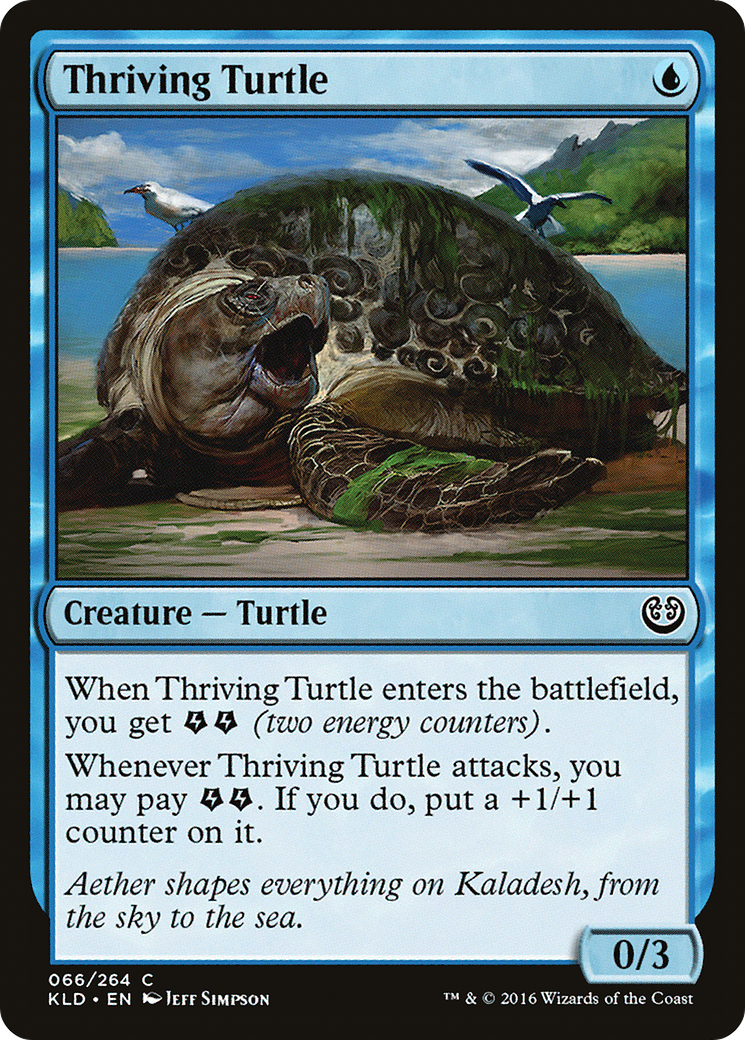 Thriving Turtle
Creature — Turtle
When Thriving Turtle enters the battlefield,
you get (two energy counters).
Whenever Thriving Turtle attacks, you
may pay . If you do, put a +1/+1
counter on it.
Aether shapes everything on Kaladesh, from
the sky to the sea.
0/3
066/264 C
KLD • EN Jeff Simpson
™ & © 2016 Wizards of the Coast